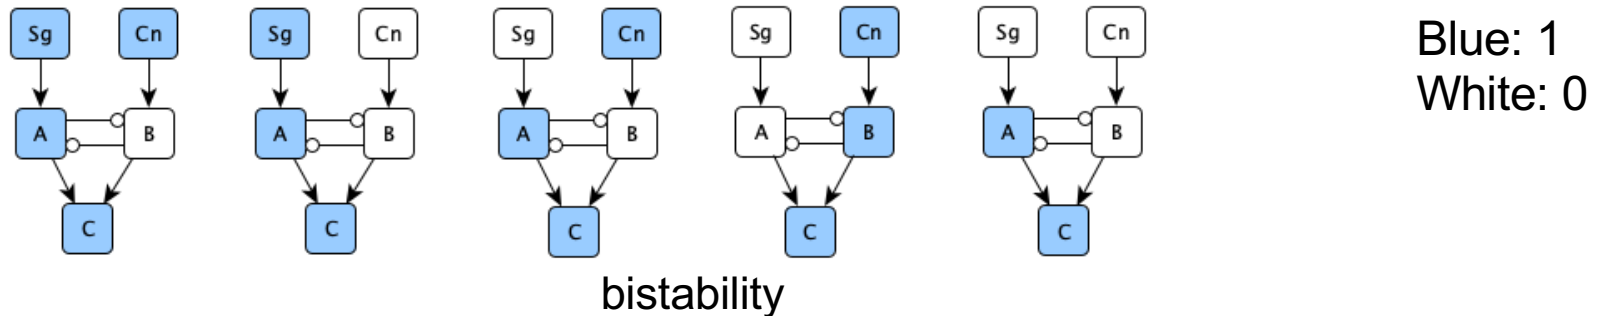 Sg Cn Sg Cn Sg Cn Sg Cn Sg Cn
Blue: 1
White: 0
A B A B A B A B A B
C C C C C
bistability